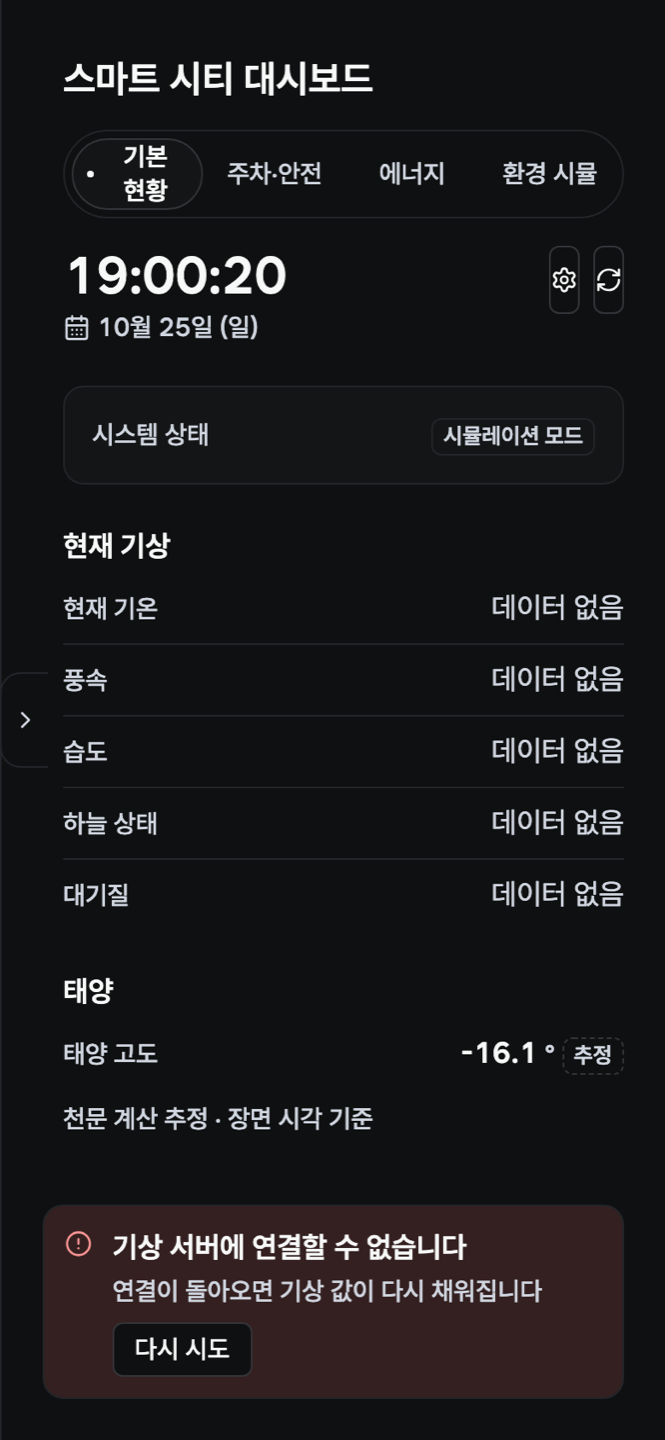 스마트 시티 대시보드
기본
현황
주차·안전
에너지
환경 시뮬
19:00:20
10월 25일 (일)
시스템 상태
시뮬레이션 모드
현재 기상
현재 기온 데이터 없음
풍속 데이터 없음
습도 데이터 없음
하늘 상태 데이터 없음
대기질 데이터 없음
태양
태양 고도 -16.1 ° 추정
천문 계산 추정 · 장면 시각 기준
기상 서버에 연결할 수 없습니다
연결이 돌아오면 기상 값이 다시 채워집니다
다시 시도